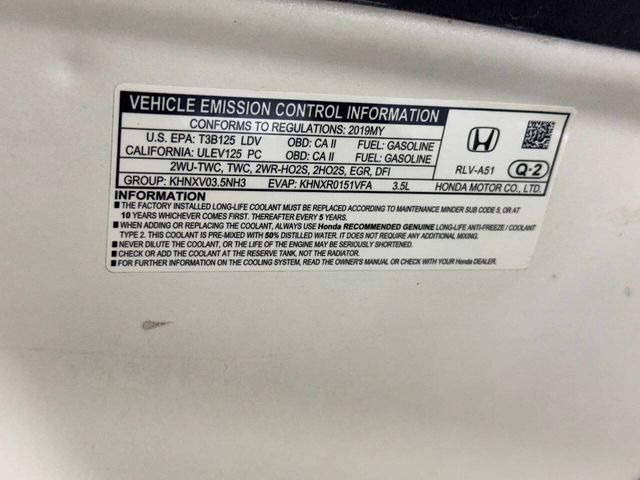 VEHICLE EMISSION CONTROL INFORMATION
CONFORMS TO REGULATIONS: 2019MY
U.S. EPA: T3B125 LDV OBD: CA II FUEL: GASOLINE
CALIFORNIA: ULEV125 PC OBD: CA II FUEL: GASOLINE
2WU-TWC, TWC, 2WR-HO2S, 2HO2S, EGR, DFI
GROUP: KHNXV03.5NH3 EVAP: KHNXR0151VFA 3.5L
RLV-A51 Q-2
HONDA MOTOR CO., LTD.
INFORMATION
■ THE FACTORY INSTALLED LONG-LIFE COOLANT MUST BE REPLACED ACCORDING TO MAINTENANCE MINDER SUB CODE 5, OR AT
10 YEARS WHICHEVER COMES FIRST. THEREAFTER EVERY 5 YEARS.
■ WHEN ADDING OR REPLACING THE COOLANT, ALWAYS USE Honda RECOMMENDED GENUINE LONG-LIFE ANTI-FREEZE / COOLANT
TYPE 2. THIS COOLANT IS PRE-MIXED WITH 50% DISTILLED WATER. IT DOES NOT REQUIRE ANY ADDITIONAL MIXING.
■ NEVER DILUTE THE COOLANT, OR THE LIFE OF THE ENGINE MAY BE SERIOUSLY SHORTENED.
■ CHECK OR ADD COOLANT AT THE RESERVE TANK, NOT THE RADIATOR.
■ FOR FURTHER INFORMATION ON THE COOLING SYSTEM, READ THE OWNER'S MANUAL OR CHECK WITH YOUR Honda DEALER.